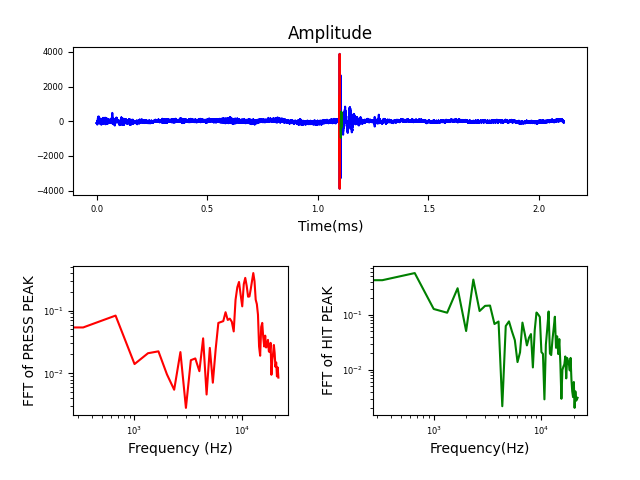 Amplitude
4000
2000
0
−2000
−4000
0.0 0.5 1.0 1.5 2.0
Time(ms)
FFT of PRESS PEAK
10⁻¹
10⁻²
10³ 10⁴
Frequency (Hz)
FFT of HIT PEAK
10⁻¹
10⁻²
10³ 10⁴
Frequency(Hz)